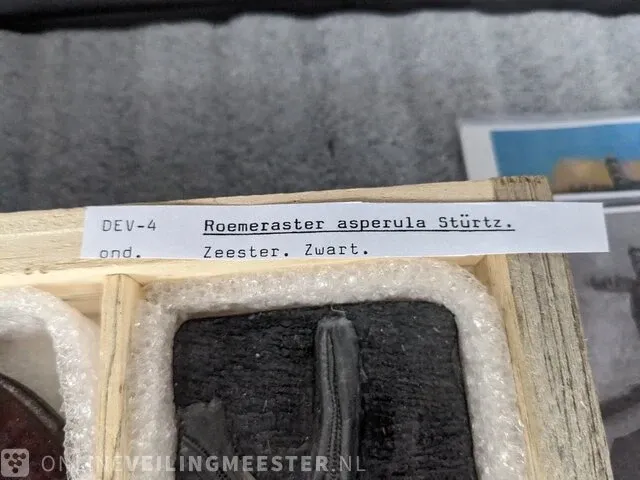 DEV-4 Roemeraster asperula Stürtz.
ond. Zeester. Zwart.
ONLINEVEILINGMEESTER.NL